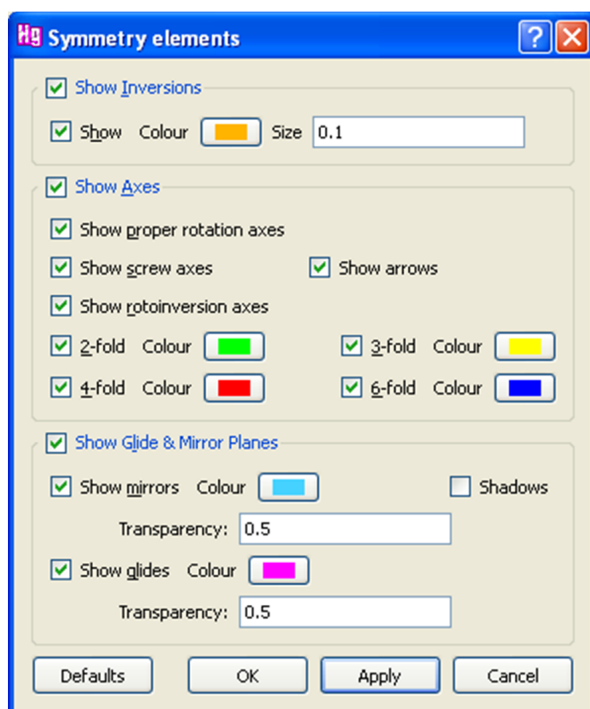 Hg Symmetry elements ? X
Show Inversions
Show Colour Size 0.1
Show Axes
Show proper rotation axes
Show screw axes Show arrows
Show rotoinversion axes
2-fold Colour 3-fold Colour
4-fold Colour 6-fold Colour
Show Glide & Mirror Planes
Show mirrors Colour Shadows
Transparency: 0.5
Show glides Colour
Transparency: 0.5
Defaults OK Apply Cancel